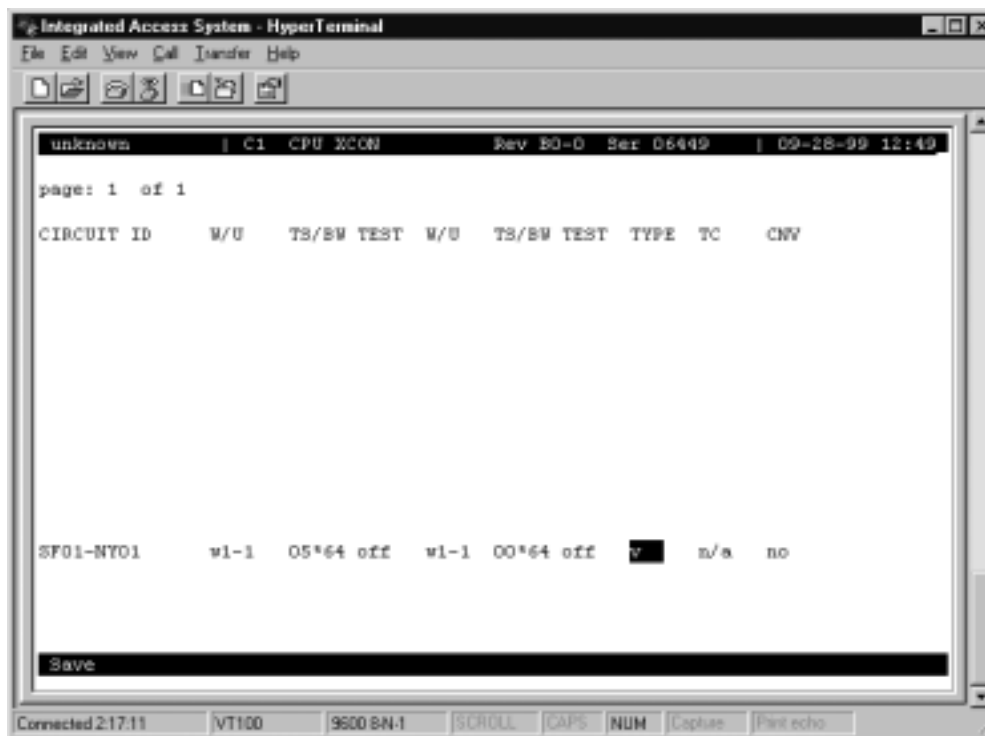 Integrated Access System - HyperTerminal
File Edit View Call Transfer Help
unknown | C1 CPU XCON Rev B0-0 Ser 06449 | 09-28-99 12:49
page: 1 of 1
CIRCUIT ID W/U TS/BW TEST W/U TS/BW TEST TYPE TC CNV
SF01-NY01 w1-1 05*64 off w1-1 00*64 off v n/a no
Save
Connected 2:17:11 VT100 9600 8-N-1 SCROLL CAPS NUM Capture Print echo